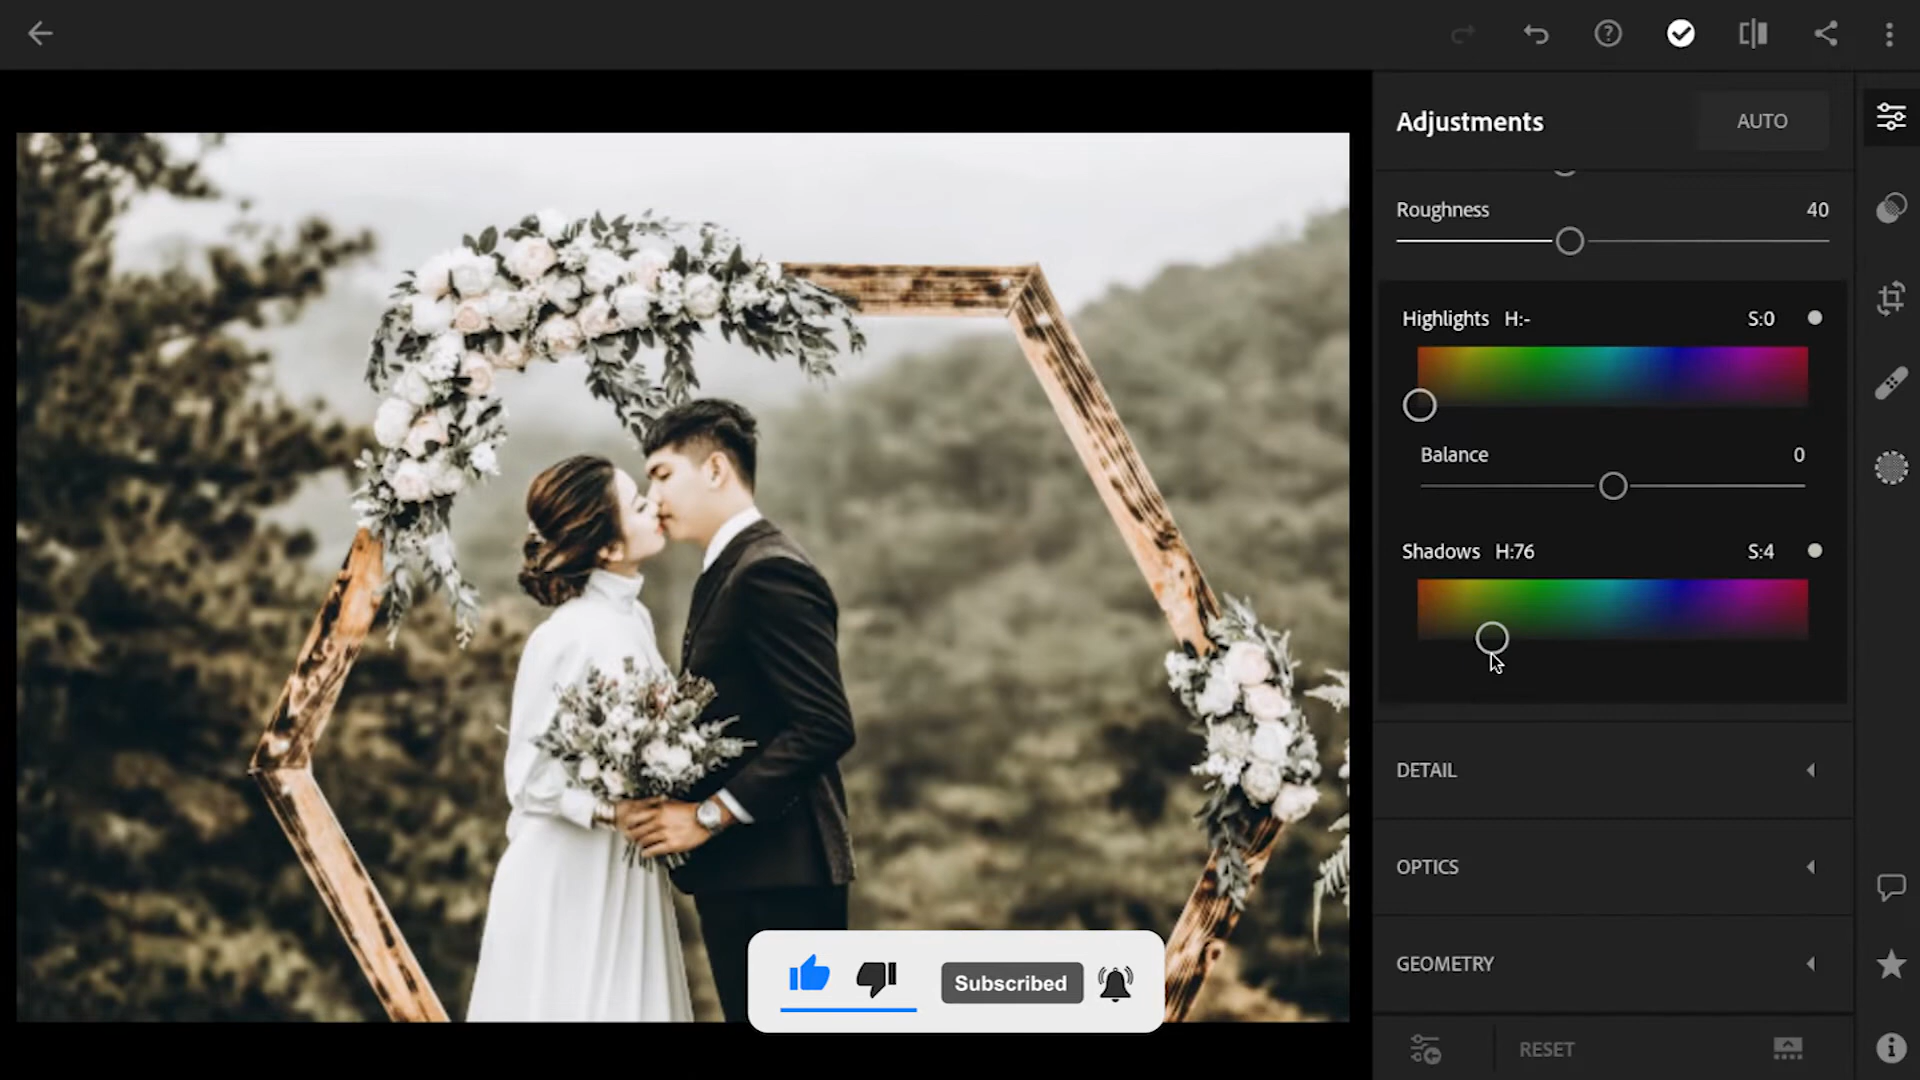 Adjustments
AUTO
Roughness
40
Highlights H:-
S:0
Balance
0
Shadows H:76
S:4
DETAIL
OPTICS
GEOMETRY
Subscribed
RESET